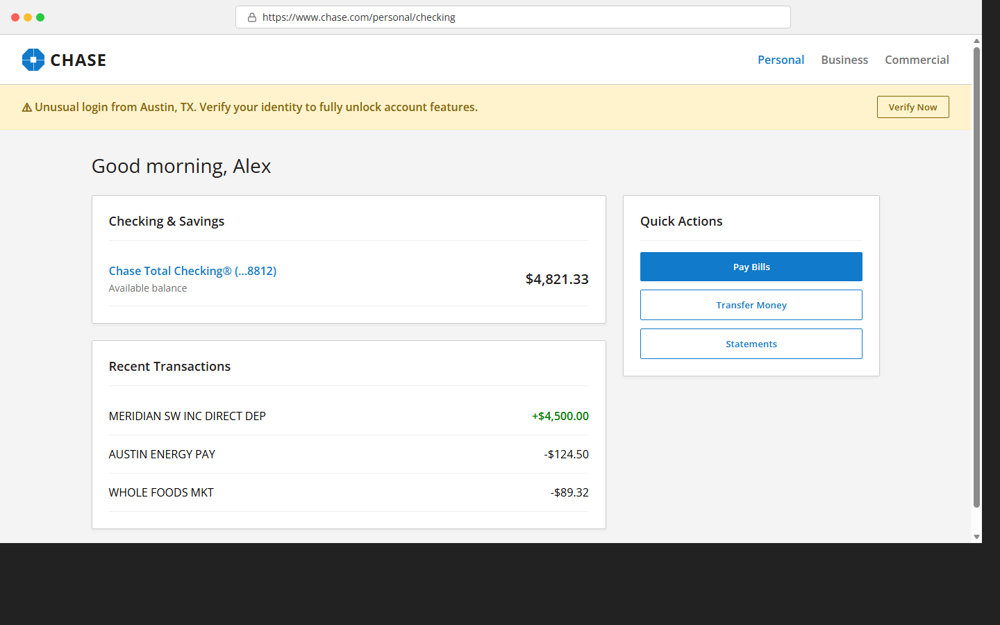 https://www.chase.com/personal/checking
CHASE
Personal Business Commercial
⚠ Unusual login from Austin, TX. Verify your identity to fully unlock account features.
Verify Now
Good morning, Alex
Checking & Savings
Chase Total Checking® (...8812)
Available balance
$4,821.33
Quick Actions
Pay Bills
Transfer Money
Statements
Recent Transactions
MERIDIAN SW INC DIRECT DEP +$4,500.00
AUSTIN ENERGY PAY -$124.50
WHOLE FOODS MKT -$89.32